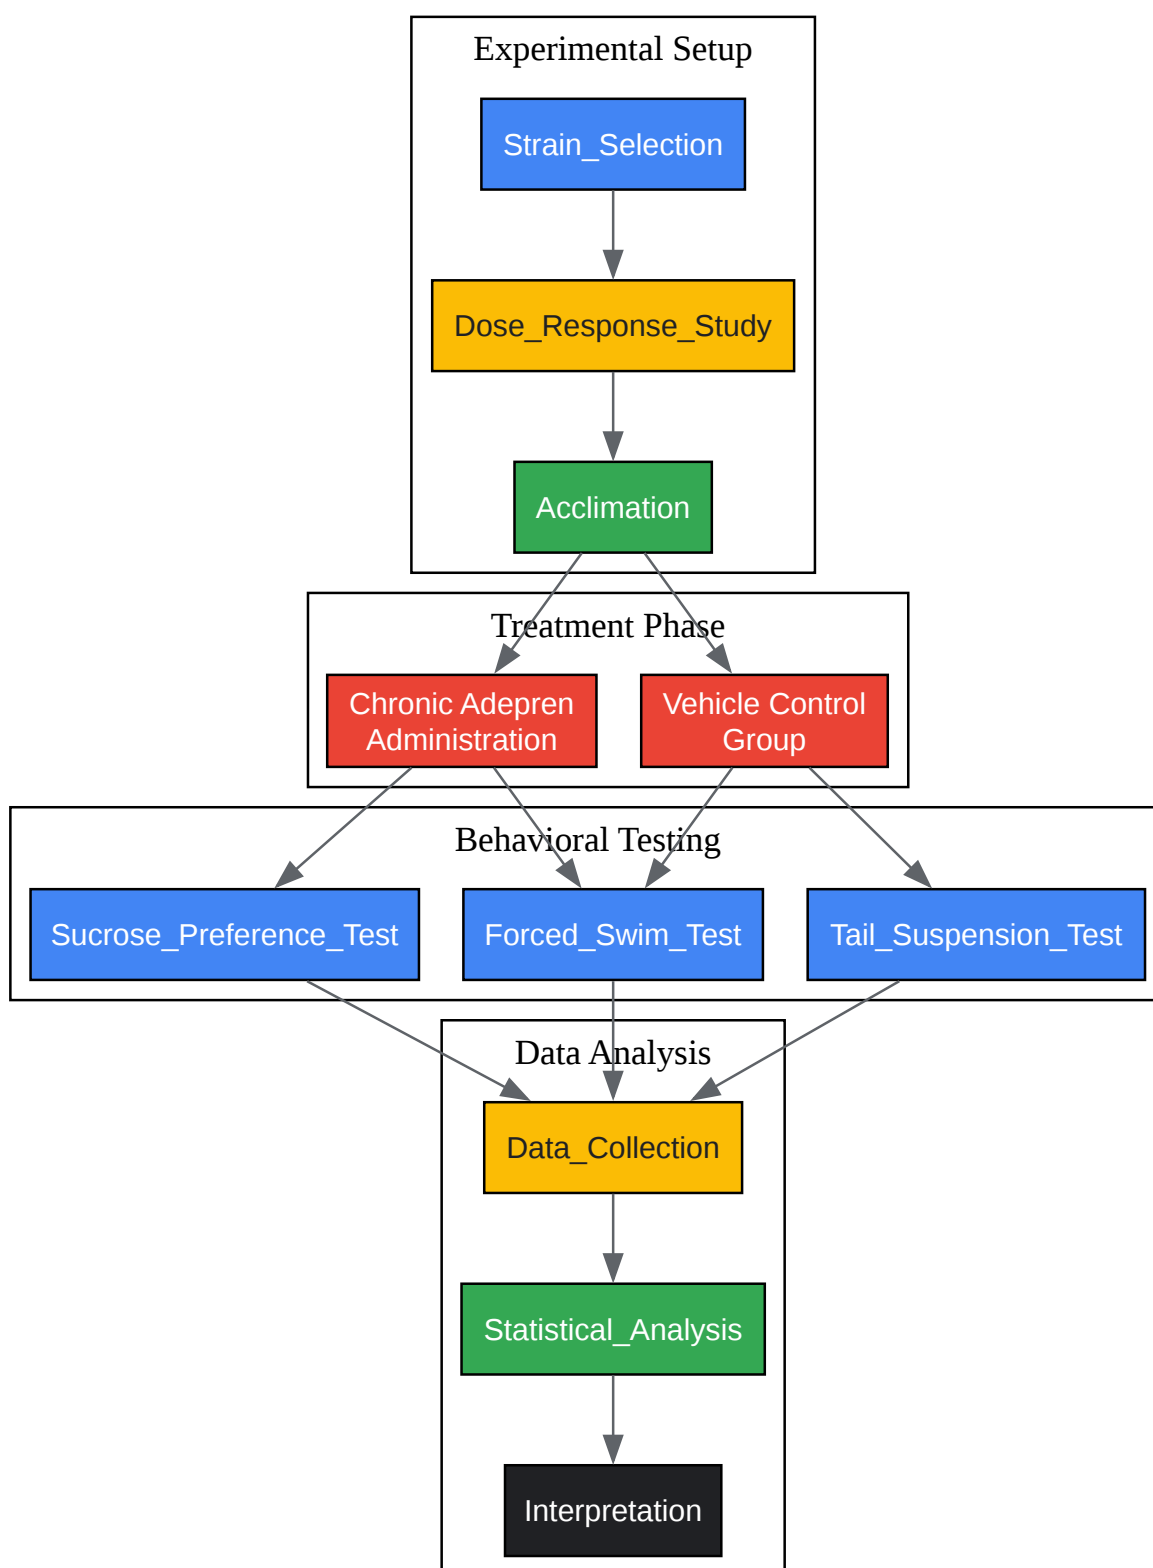 Experimental Setup
Strain_Selection
Dose_Response_Study
Acclimation
Treatment Phase
Chronic Adepren
Administration
Vehicle Control
Group
Behavioral Testing
Sucrose_Preference_Test
Forced_Swim_Test
Tail_Suspension_Test
Data Analysis
Data_Collection
Statistical_Analysis
Interpretation